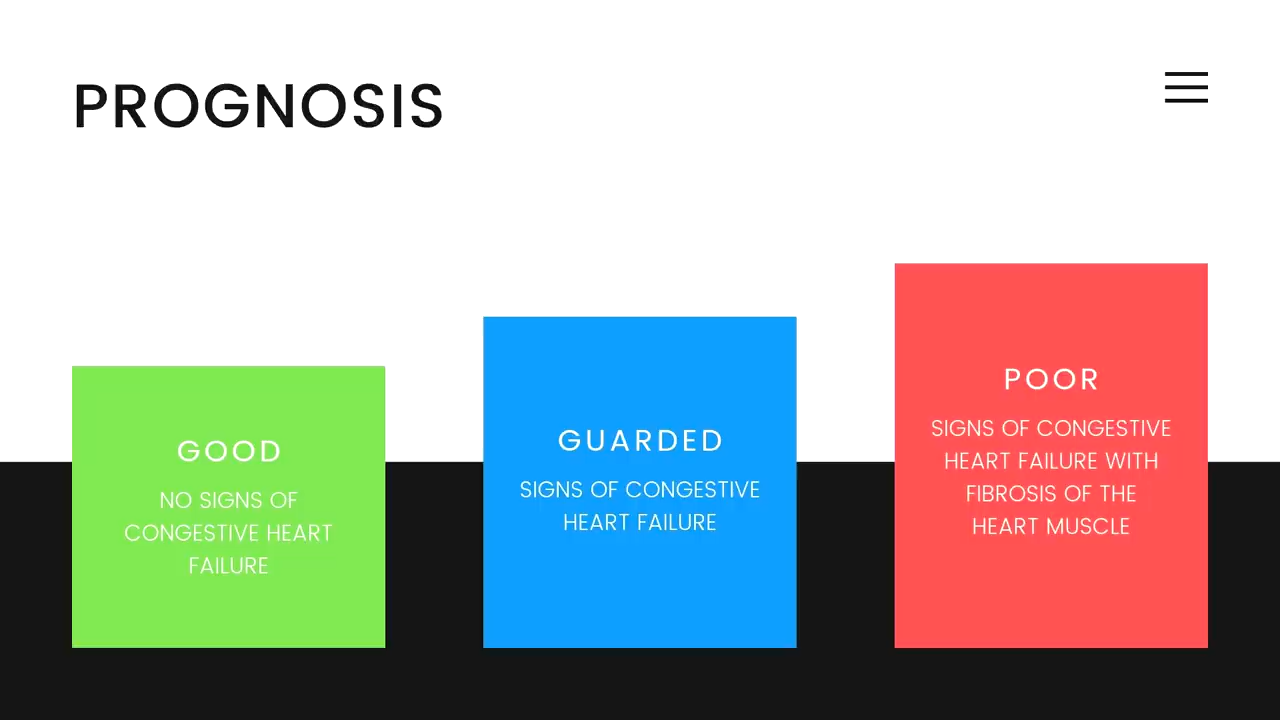 PROGNOSIS
GOOD
NO SIGNS OF
CONGESTIVE HEART
FAILURE
GUARDED
SIGNS OF CONGESTIVE
HEART FAILURE
POOR
SIGNS OF CONGESTIVE
HEART FAILURE WITH
FIBROSIS OF THE
HEART MUSCLE